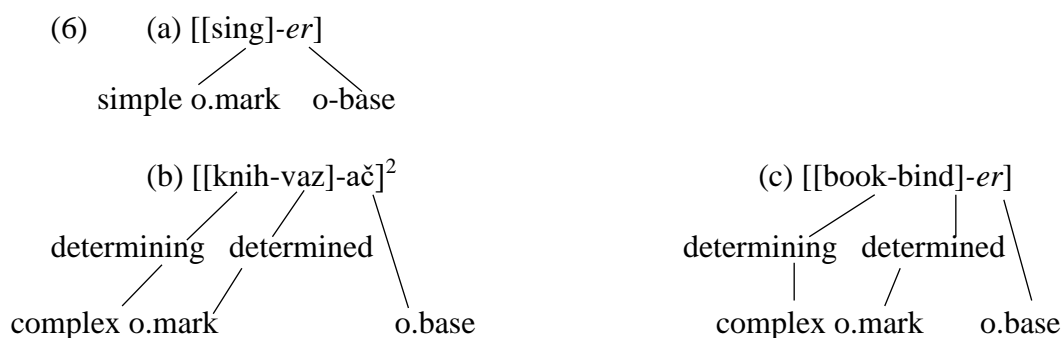 (6) (a) [[sing]-er]
simple o.mark o-base
(b) [[knih-vaz]-ač]² (c) [[book-bind]-er]
determining determined determining determined
complex o.mark o.base complex o.mark o.base